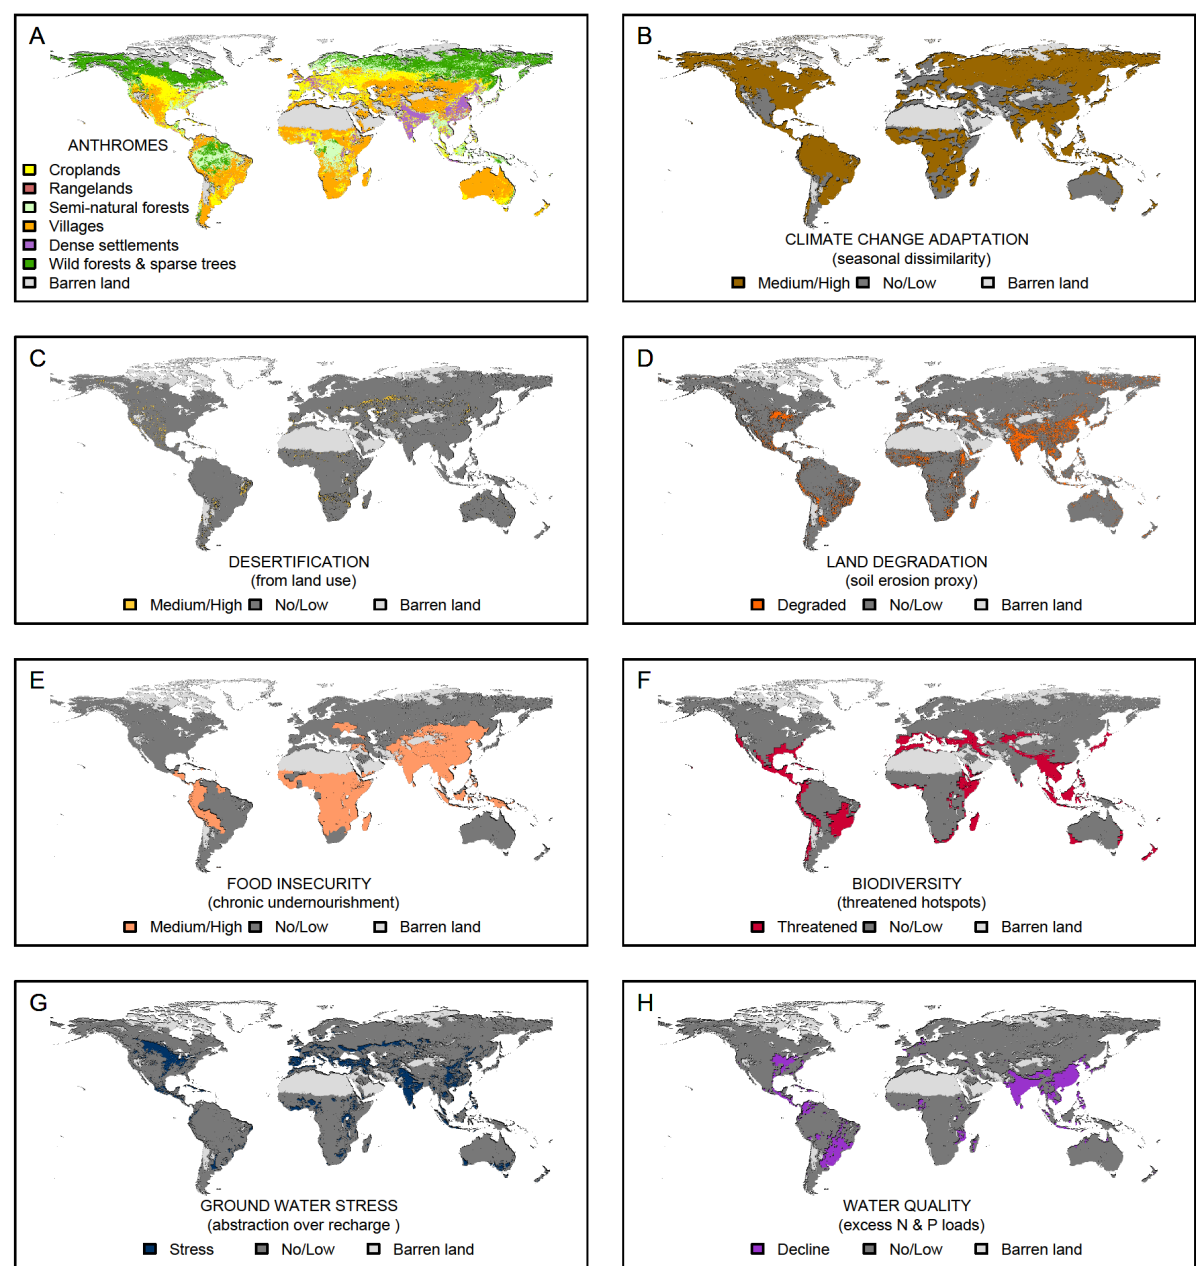 A
ANTHROMES
Croplands
Rangelands
Semi-natural forests
Villages
Dense settlements
Wild forests & sparse trees
Barren land
B
CLIMATE CHANGE ADAPTATION
(seasonal dissimilarity)
Medium/High No/Low Barren land
C
DESERTIFICATION
(from land use)
Medium/High No/Low Barren land
D
LAND DEGRADATION
(soil erosion proxy)
Degraded No/Low Barren land
E
FOOD INSECURITY
(chronic undernourishment)
Medium/High No/Low Barren land
F
BIODIVERSITY
(threatened hotspots)
Threatened No/Low Barren land
G
GROUND WATER STRESS
(abstraction over recharge )
Stress No/Low Barren land
H
WATER QUALITY
(excess N & P loads)
Decline No/Low Barren land